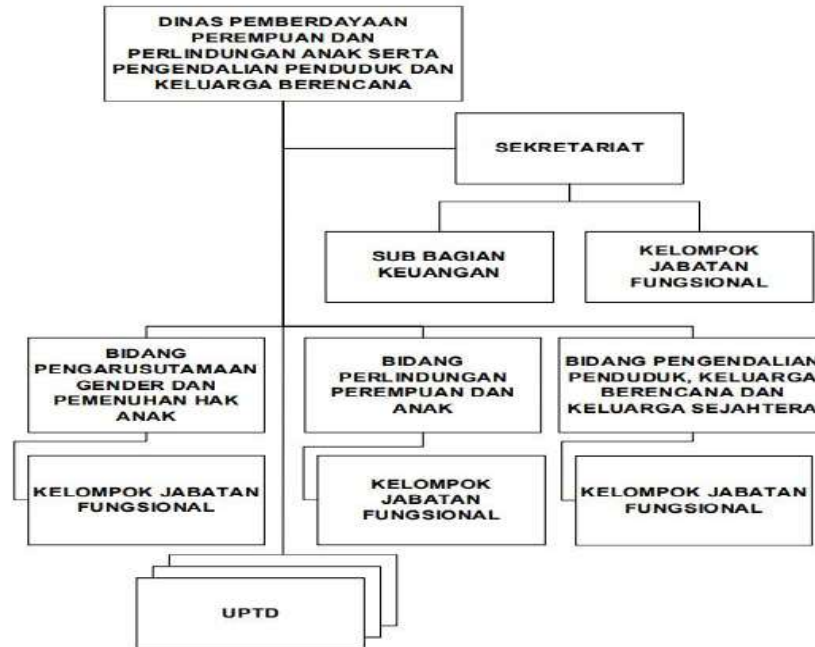 DINAS PEMBERDAYAAN
PEREMPUAN DAN
PERLINDUNGAN ANAK SERTA
PENGENDALIAN PENDUDUK DAN
KELUARGA BERENCANA
SEKRETARIAT
SUB BAGIAN
KEUANGAN
KELOMPOK
JABATAN
FUNGSIONAL
BIDANG
PENGARUSUTAMAAN
GENDER DAN
PEMENUHAN HAK
ANAK
BIDANG
PERLINDUNGAN
PEREMPUAN DAN
ANAK
BIDANG PENGENDALIAN
PENDUDUK, KELUARGA
BERENCANA DAN
KELUARGA SEJAHTERA
KELOMPOK JABATAN
FUNGSIONAL
KELOMPOK
JABATAN
FUNGSIONAL
KELOMPOK JABATAN
FUNGSIONAL
UPTD